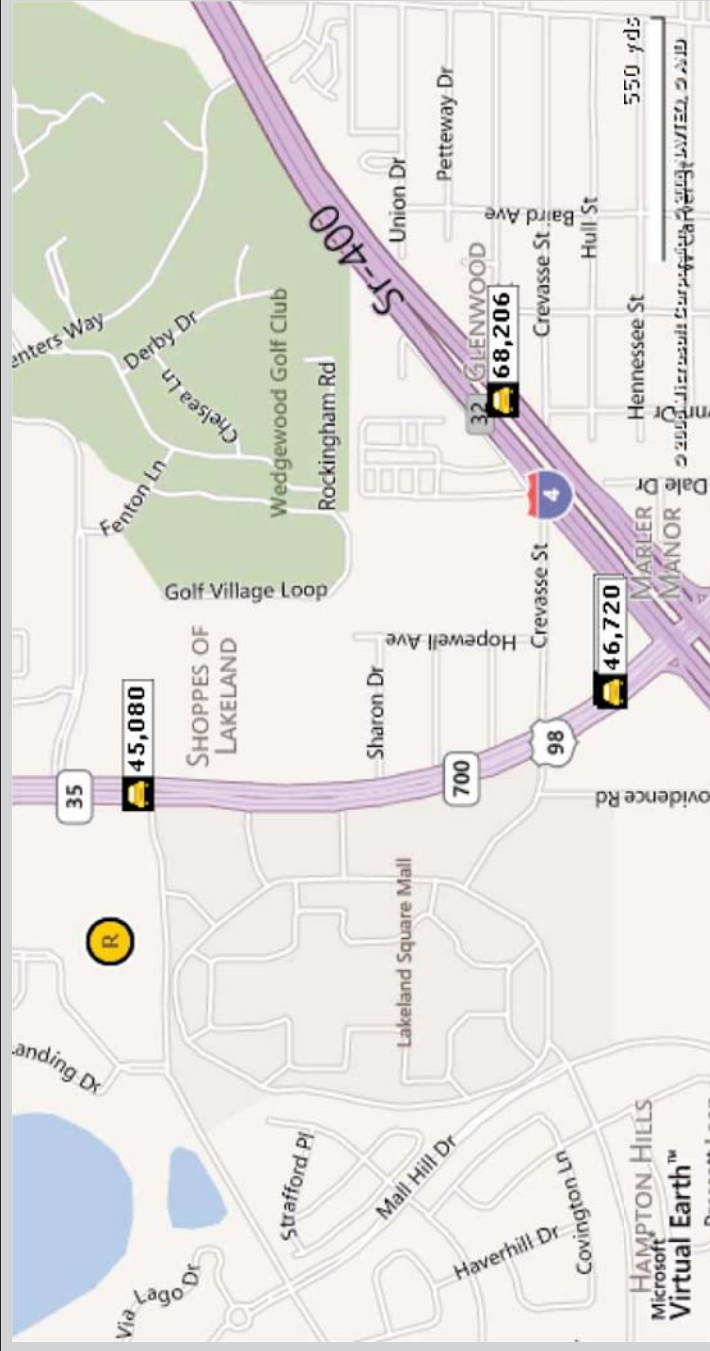 Sr-400
Union Dr
Petteway Dr
550 yds
Baird Ave
Hull St
Crevasse St
GLENWOOD
68,206
32
Hennessee St
Dale Dr
4
MARLER
MANOR
enters Way
Derby Dr
Chelsea Ln
Wedgewood Golf Club
Rockingham Rd
Fenton Ln
Golf Village Loop
SHOPPES OF
LAKELAND
Hopewell Ave
Crevasse St
Sharon Dr
46,720
45,080
35
700
98
ovidence Rd
R
Lakeland Square Mall
anding Dr
Strafford Pl
Mall Hill Dr
Haverhill Dr
Covington Ln
Via Lago Dr
HAMPTON HILLS
Microsoft®
Virtual Earth™